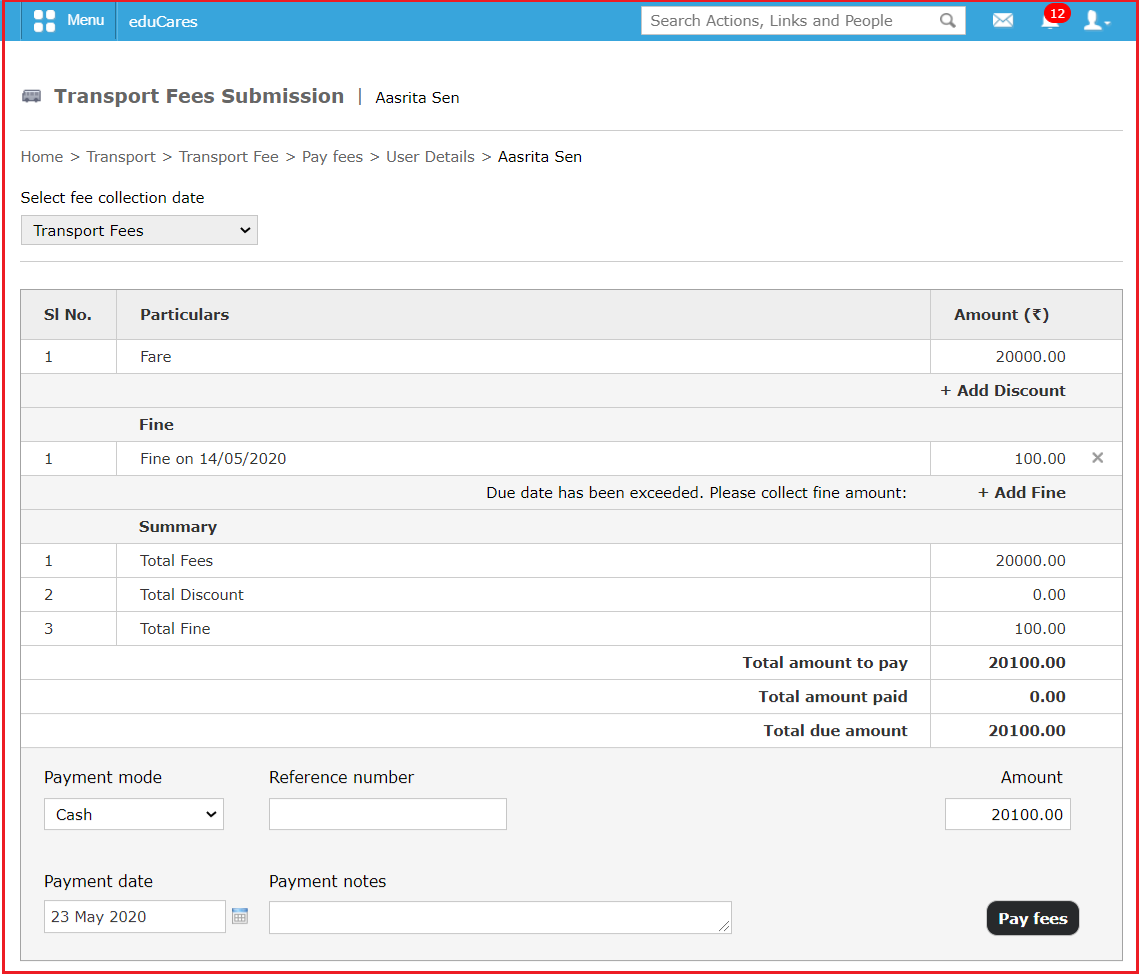 Menu eduCares Search Actions, Links and People 12
Transport Fees Submission | Aasrita Sen
Home > Transport > Transport Fee > Pay fees > User Details > Aasrita Sen
Select fee collection date
Transport Fees
Sl No. Particulars Amount (₹)
1 Fare 20000.00
+ Add Discount
Fine
1 Fine on 14/05/2020 100.00 ×
Due date has been exceeded. Please collect fine amount: + Add Fine
Summary
1 Total Fees 20000.00
2 Total Discount 0.00
3 Total Fine 100.00
Total amount to pay 20100.00
Total amount paid 0.00
Total due amount 20100.00
Payment mode Reference number Amount
Cash 20100.00
Payment date Payment notes
23 May 2020 Pay fees